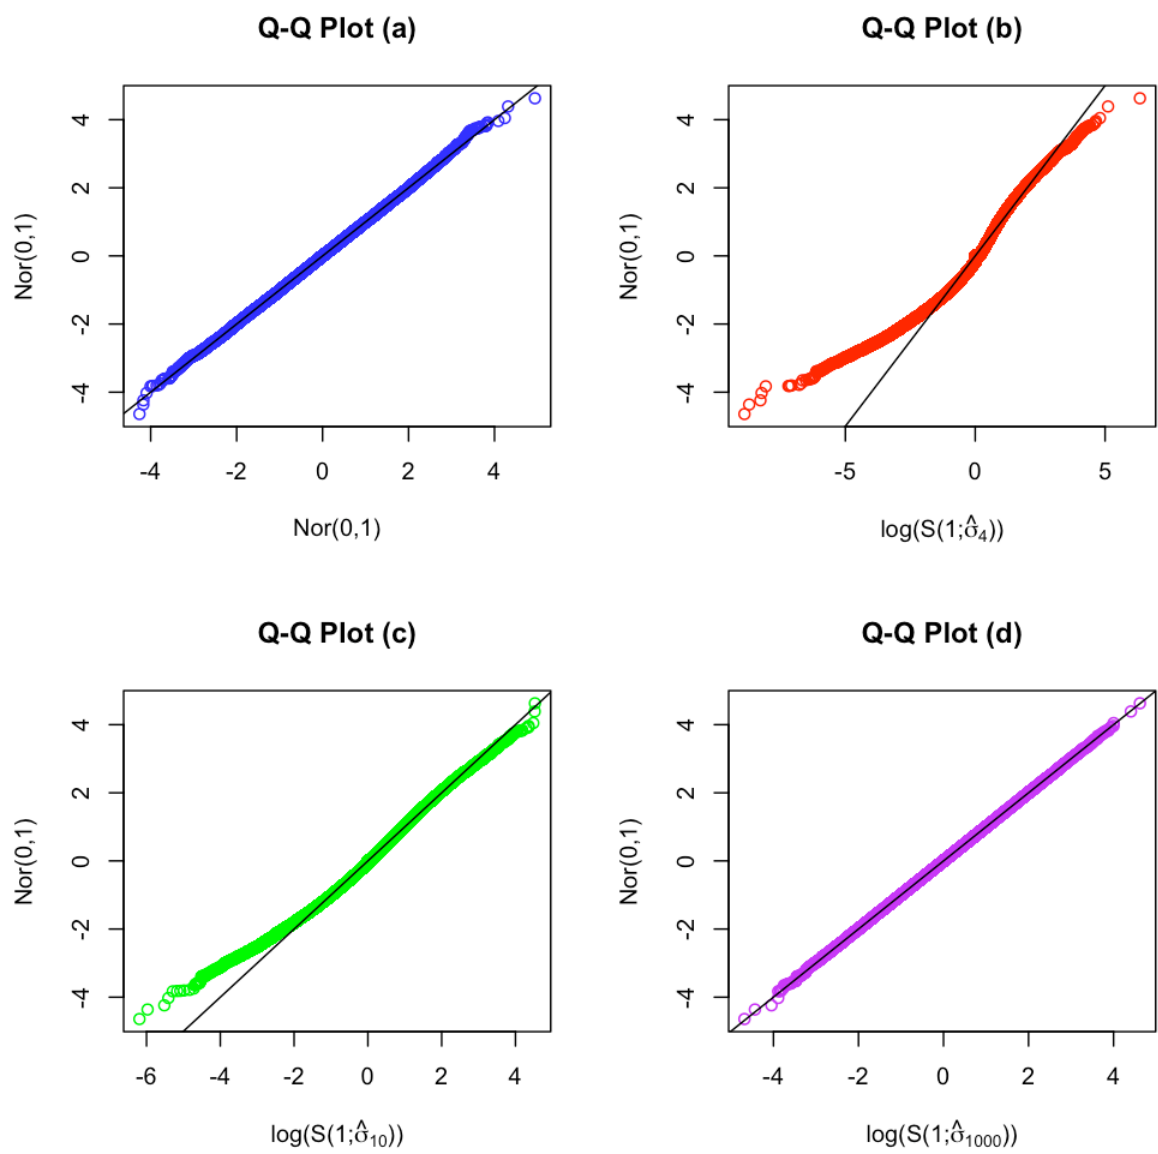 Q-Q Plot (a)
Nor(0,1)
4
2
0
-2
-4
-4 -2 0 2 4
Nor(0,1)
Q-Q Plot (b)
Nor(0,1)
4
2
0
-2
-4
-5 0 5
log(S(1;σ̂₄))
Q-Q Plot (c)
Nor(0,1)
4
2
0
-2
-4
-6 -4 -2 0 2 4
log(S(1;σ̂₁₀))
Q-Q Plot (d)
Nor(0,1)
4
2
0
-2
-4
-4 -2 0 2 4
log(S(1;σ̂₁₀₀₀))